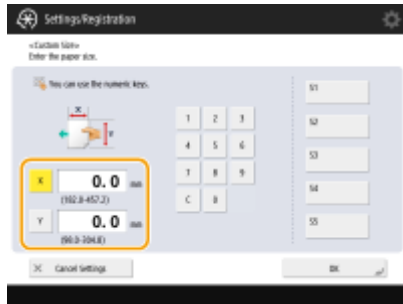 Settings/Registration
<Custom Size>
Enter the paper size.
You can use the numeric keys.
X
Y
1 2 3
4 5 6
7 8 9
C 0
X 0.0 mm
(182.0-457.2)
Y 0.0 mm
(98.0-304.8)
S1
S2
S3
S4
S5
Cancel Settings
OK